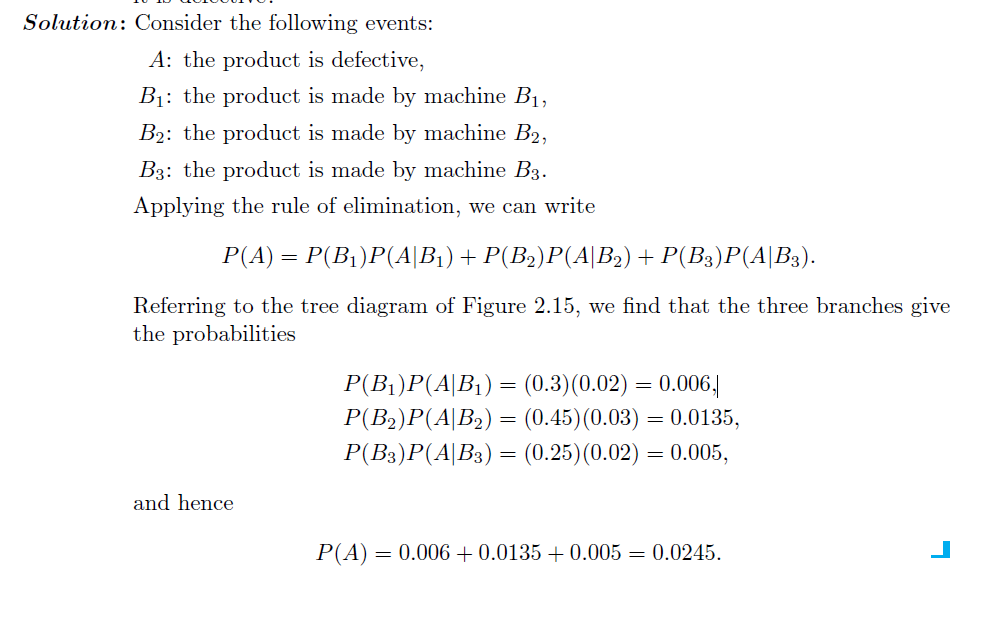 Solution: Consider the following events:
A: the product is defective,
B₁: the product is made by machine B₁,
B₂: the product is made by machine B₂,
B₃: the product is made by machine B₃.
Applying the rule of elimination, we can write
P(A) = P(B₁)P(A|B₁) + P(B₂)P(A|B₂) + P(B₃)P(A|B₃).
Referring to the tree diagram of Figure 2.15, we find that the three branches give
the probabilities
P(B₁)P(A|B₁) = (0.3)(0.02) = 0.006,
P(B₂)P(A|B₂) = (0.45)(0.03) = 0.0135,
P(B₃)P(A|B₃) = (0.25)(0.02) = 0.005,
and hence
P(A) = 0.006 + 0.0135 + 0.005 = 0.0245.